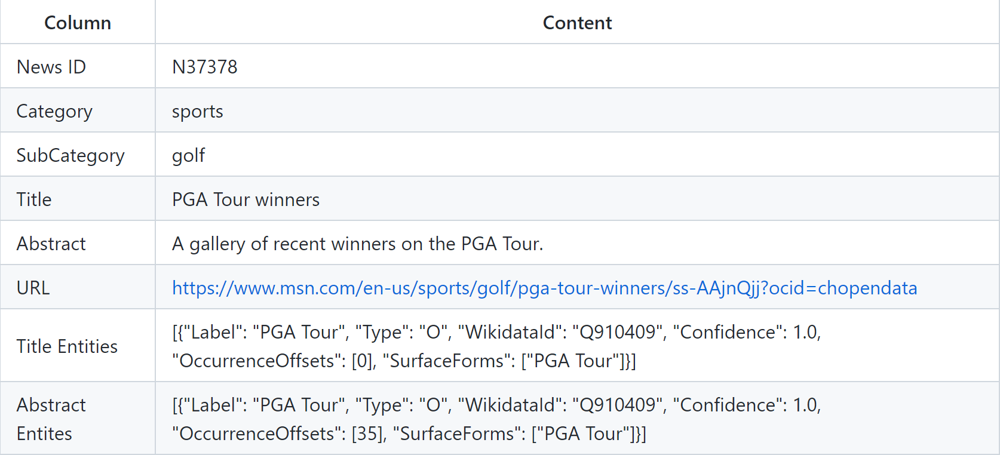 Column Content
News ID N37378
Category sports
SubCategory golf
Title PGA Tour winners
Abstract A gallery of recent winners on the PGA Tour.
URL https://www.msn.com/en-us/sports/golf/pga-tour-winners/ss-AAjnQjj?ocid=chopendata
Title Entities [{"Label": "PGA Tour", "Type": "O", "WikidataId": "Q910409", "Confidence": 1.0,
"OccurrenceOffsets": [0], "SurfaceForms": ["PGA Tour"]}]
Abstract [{"Label": "PGA Tour", "Type": "O", "WikidataId": "Q910409", "Confidence": 1.0,
Entites "OccurrenceOffsets": [35], "SurfaceForms": ["PGA Tour"]}]